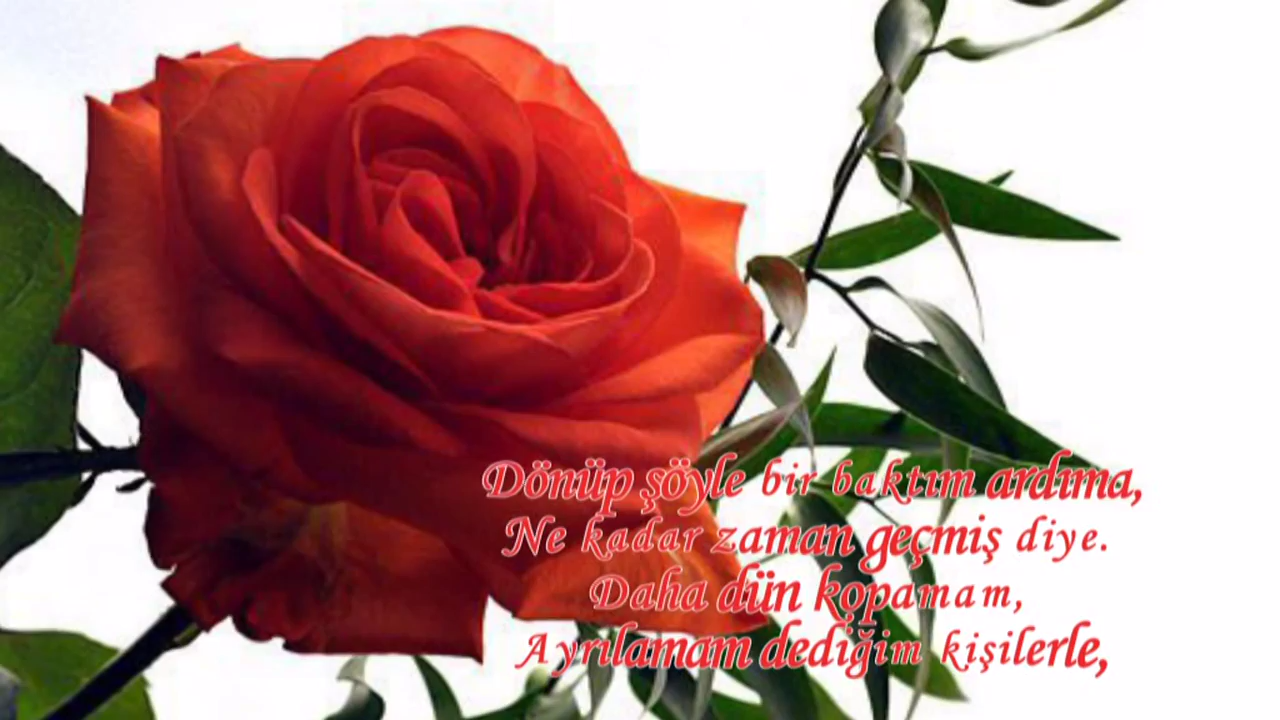 Dönüp şöyle bir baktım ardıma,
Ne kadar zaman geçmiş diye.
Daha dün kopamam,
Ayrılamam dediğim kişilerle,